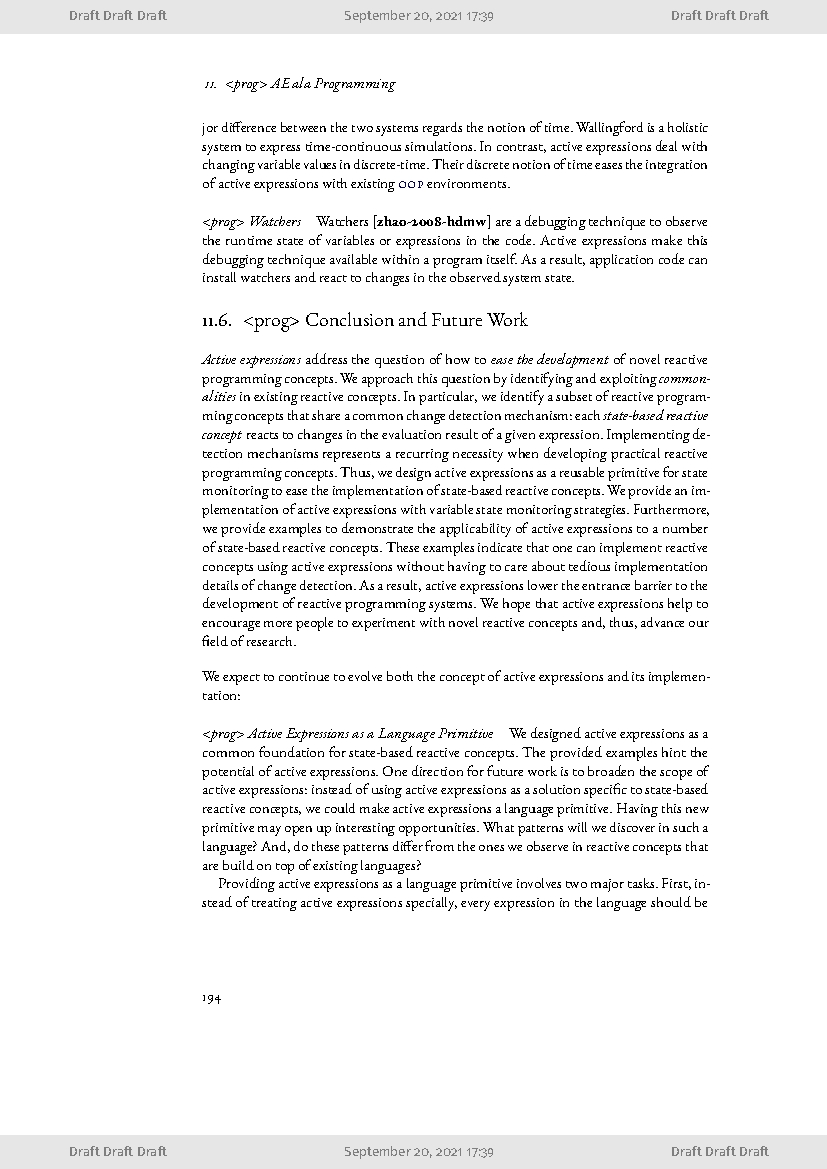 Draft Draft Draft September 20, 2021 17:39 Draft Draft Draft
11. <prog> AE ala Programming
jor difference between the two systems regards the notion of time. Wallingford is a holistic
system to express time-continuous simulations. In contrast, active expressions deal with
changing variable values in discrete-time. Their discrete notion of time eases the integration
of active expressions with existing OOP environments.
<prog> Watchers Watchers [zhao-2008-hdmw] are a debugging technique to observe
the runtime state of variables or expressions in the code. Active expressions make this
debugging technique available within a program itself. As a result, application code can
install watchers and react to changes in the observed system state.
11.6. <prog> Conclusion and Future Work
Active expressions address the question of how to ease the development of novel reactive
programming concepts. We approach this question by identifying and exploiting common-
alities in existing reactive concepts. In particular, we identify a subset of reactive program-
ming concepts that share a common change detection mechanism: each state-based reactive
concept reacts to changes in the evaluation result of a given expression. Implementing de-
tection mechanisms represents a recurring necessity when developing practical reactive
programming concepts. Thus, we design active expressions as a reusable primitive for state
monitoring to ease the implementation of state-based reactive concepts. We provide an im-
plementation of active expressions with variable state monitoring strategies. Furthermore,
we provide examples to demonstrate the applicability of active expressions to a number
of state-based reactive concepts. These examples indicate that one can implement reactive
concepts using active expressions without having to care about tedious implementation
details of change detection. As a result, active expressions lower the entrance barrier to the
development of reactive programming systems. We hope that active expressions help to
encourage more people to experiment with novel reactive concepts and, thus, advance our
field of research.
We expect to continue to evolve both the concept of active expressions and its implemen-
tation:
<prog> Active Expressions as a Language Primitive We designed active expressions as a
common foundation for state-based reactive concepts. The provided examples hint the
potential of active expressions. One direction for future work is to broaden the scope of
active expressions: instead of using active expressions as a solution specific to state-based
reactive concepts, we could make active expressions a language primitive. Having this new
primitive may open up interesting opportunities. What patterns will we discover in such a
language? And, do these patterns differ from the ones we observe in reactive concepts that
are build on top of existing languages?
Providing active expressions as a language primitive involves two major tasks. First, in-
stead of treating active expressions specially, every expression in the language should be
194
Draft Draft Draft September 20, 2021 17:39 Draft Draft Draft